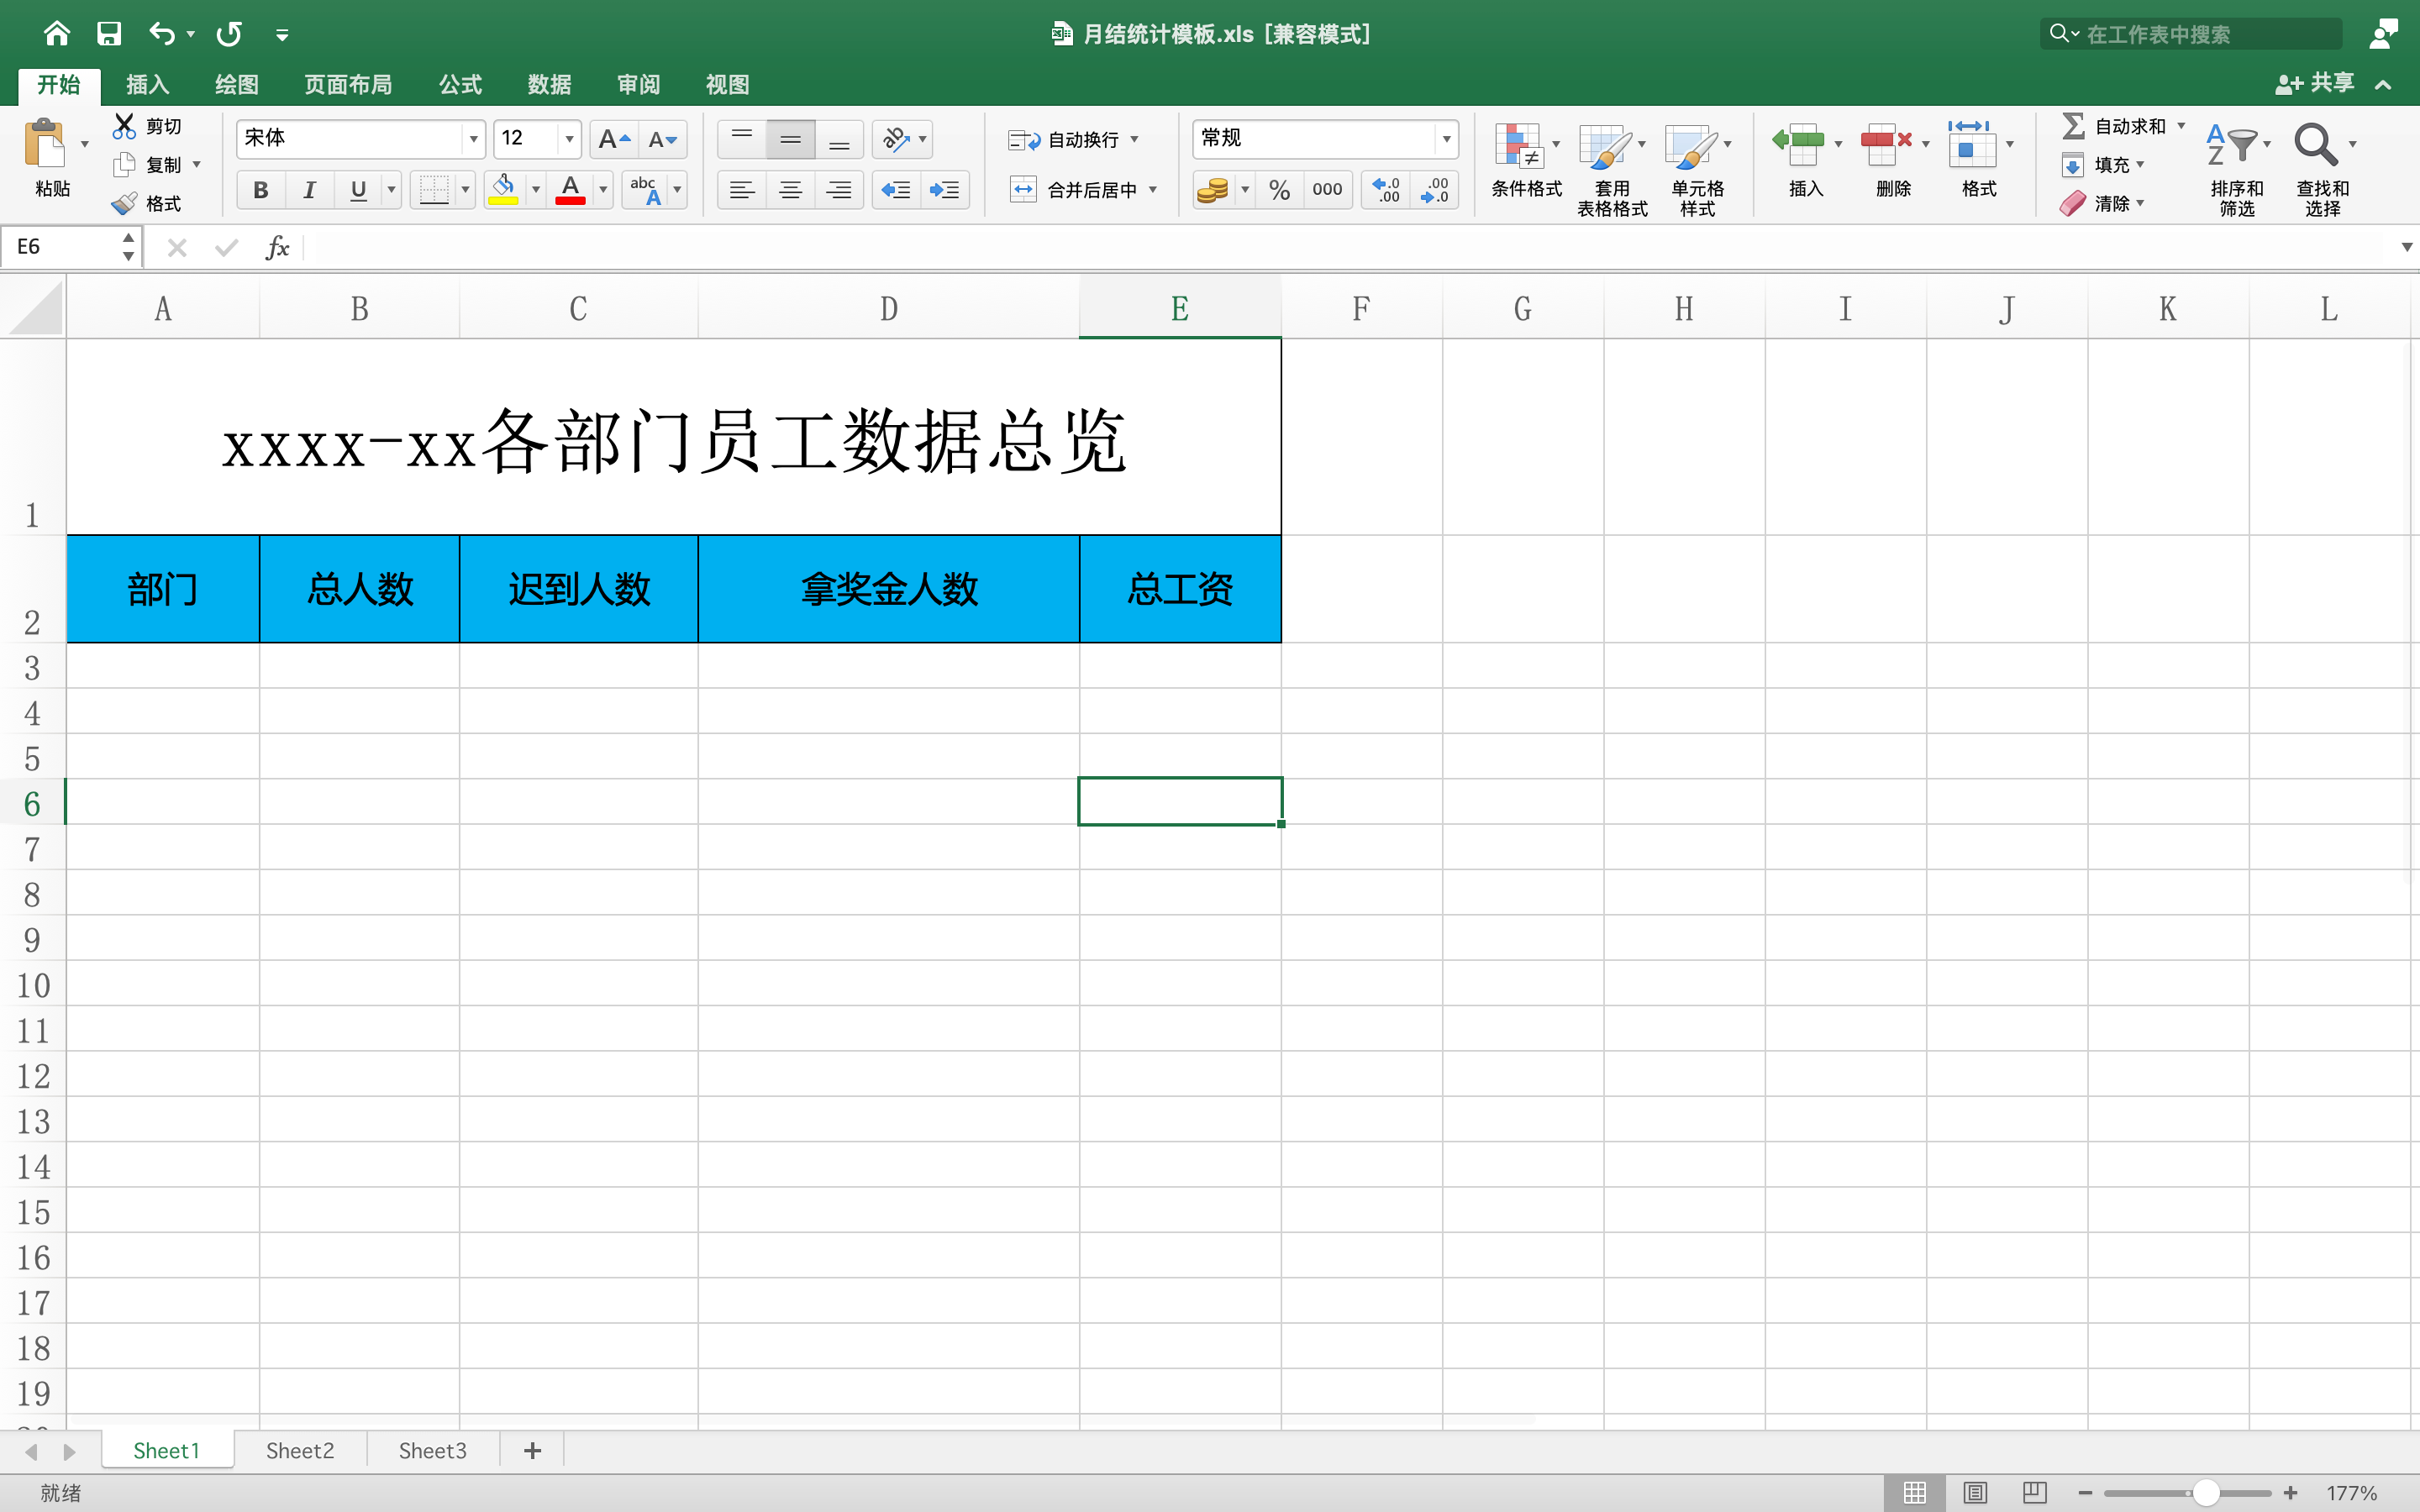 月结统计模板.xls [兼容模式]
在工作表中搜索
开始 插入 绘图 页面布局 公式 数据 审阅 视图
共享
粘贴
剪切
复制
格式
宋体 12 A A
B I U A abc A
ab
自动换行
合并后居中
常规
% 000 .0 .00 .00 .0
条件格式
套用
表格格式
单元格
样式
插入
删除
格式
自动求和
填充
清除
A Z
排序和
筛选
查找和
选择
E6 fx
A B C D E F G H I J K L
1 xxxx-xx各部门员工数据总览
2 部门 总人数 迟到人数 拿奖金人数 总工资
3
4
5
6
7
8
9
10
11
12
13
14
15
16
17
18
19
Sheet1 Sheet2 Sheet3 +
就绪
177%